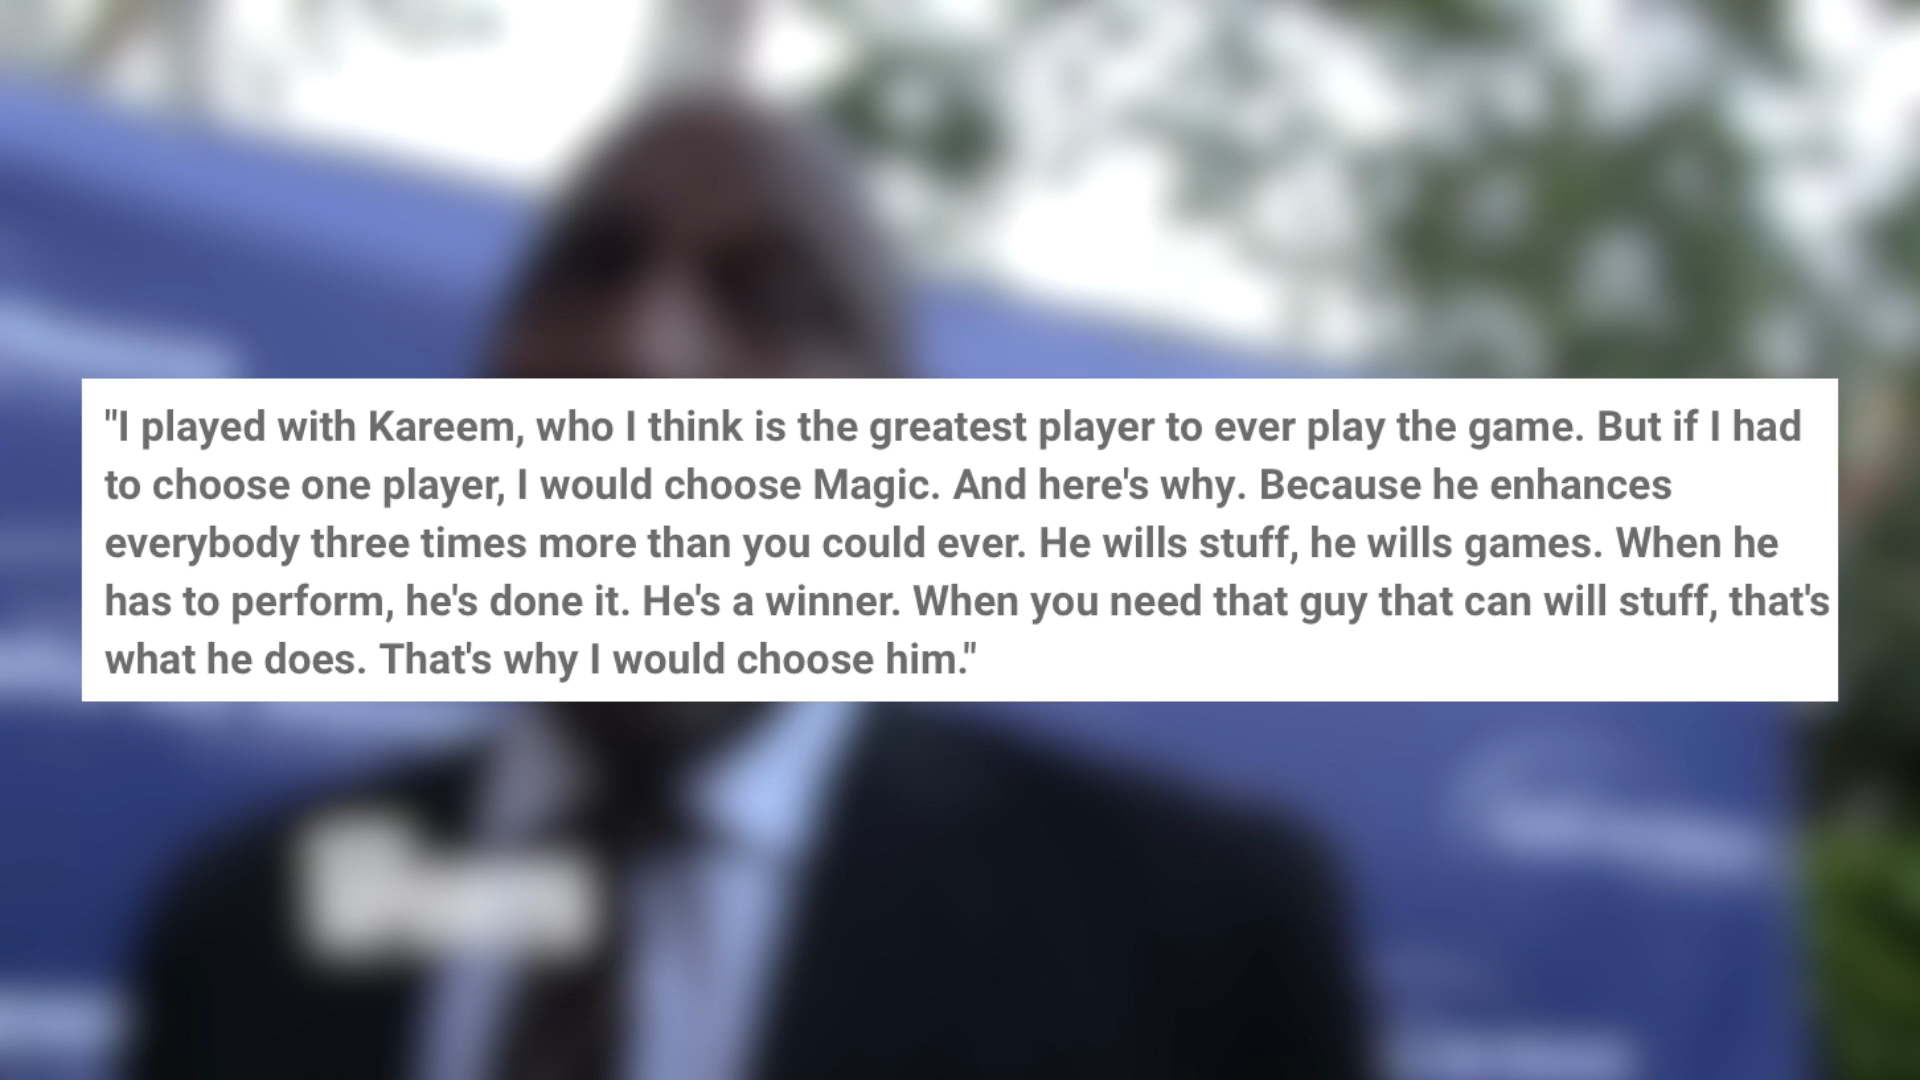 "I played with Kareem, who I think is the greatest player to ever play the game. But if I had
to choose one player, I would choose Magic. And here's why. Because he enhances
everybody three times more than you could ever. He wills stuff, he wills games. When he
has to perform, he's done it. He's a winner. When you need that guy that can will stuff, that's
what he does. That's why I would choose him."